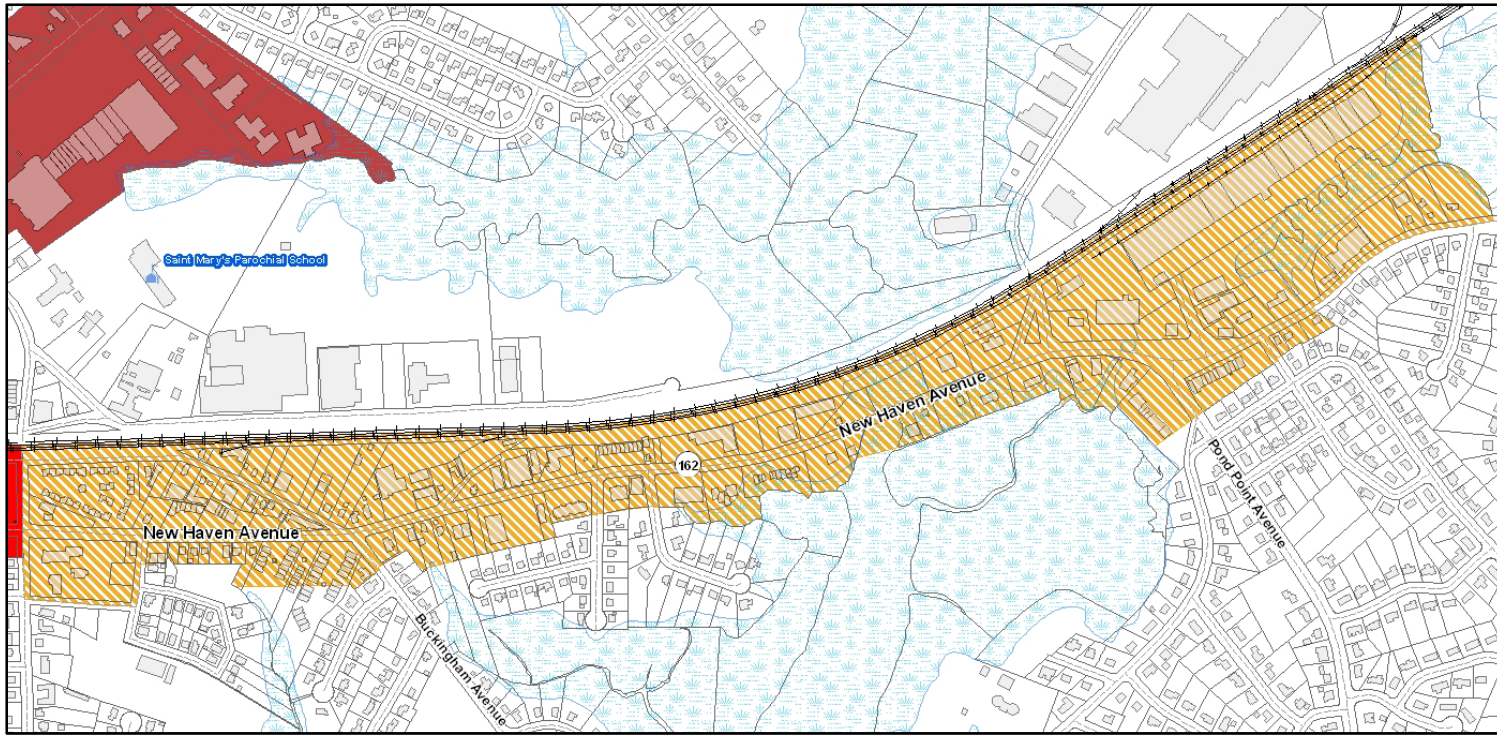 Saint Mary's Parochial School
New Haven Avenue
162
New Haven Avenue
Pond Point Avenue
Buckingham Avenue